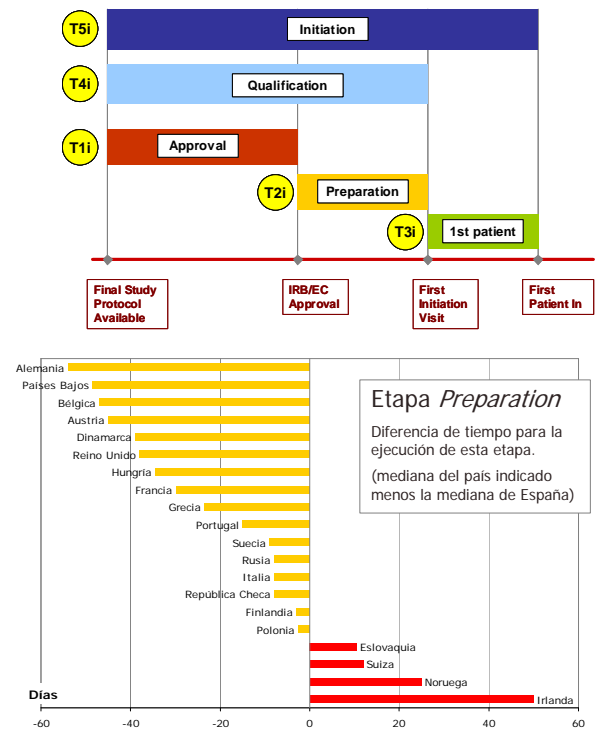 T5i
Initiation
T4i
Qualification
T1i
Approval
T2i
Preparation
T3i
1st patient
Final Study
Protocol
Available
IRB/EC
Approval
First
Initiation
Visit
First
Patient In
Etapa Preparation
Diferencia de tiempo para la
ejecución de esta etapa.
(mediana del país indicado
menos la mediana de España)
Alemania
Países Bajos
Bélgica
Austria
Dinamarca
Reino Unido
Hungría
Francia
Grecia
Portugal
Suecia
Rusia
Italia
República Checa
Finlandia
Polonia
Eslovaquia
Suiza
Noruega
Irlanda
Días
-60 -40 -20 0 20 40 60